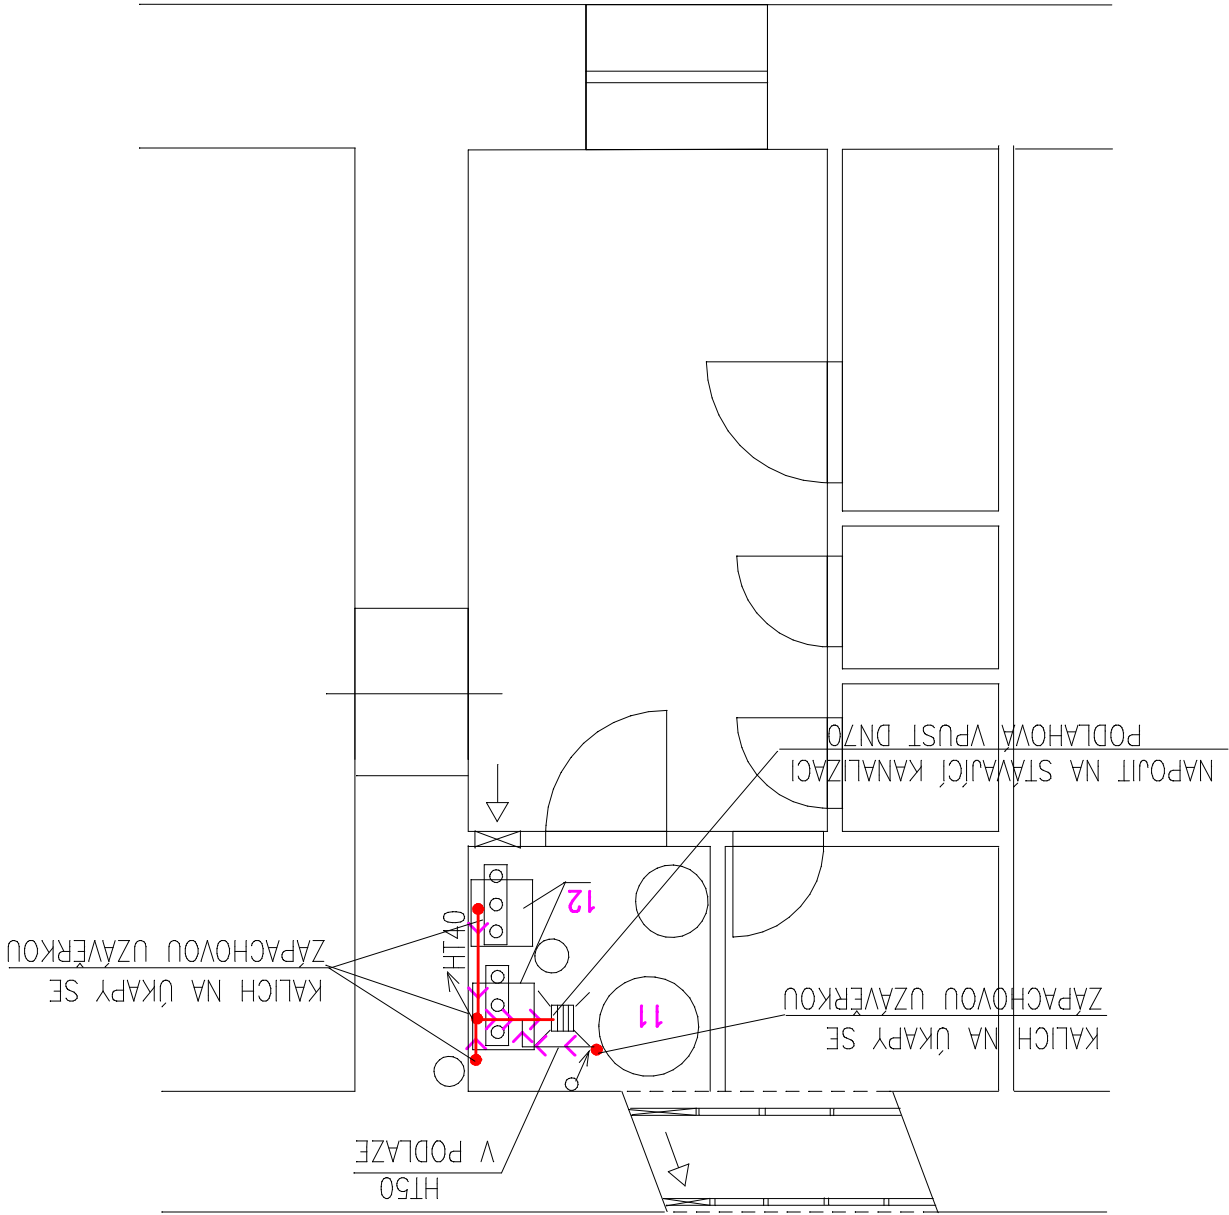 HT50
V PODLAZE
KALICH NA ÚKAPY SE
ZÁPACHOVOU UZÁVĚRKOU
11
KALICH NA ÚKAPY SE
ZÁPACHOVOU UZÁVĚRKOU
HT40
12
NAPOJIT NA STÁVAJÍCÍ KANALIZACI
PODLAHOVÁ VPUST DN70